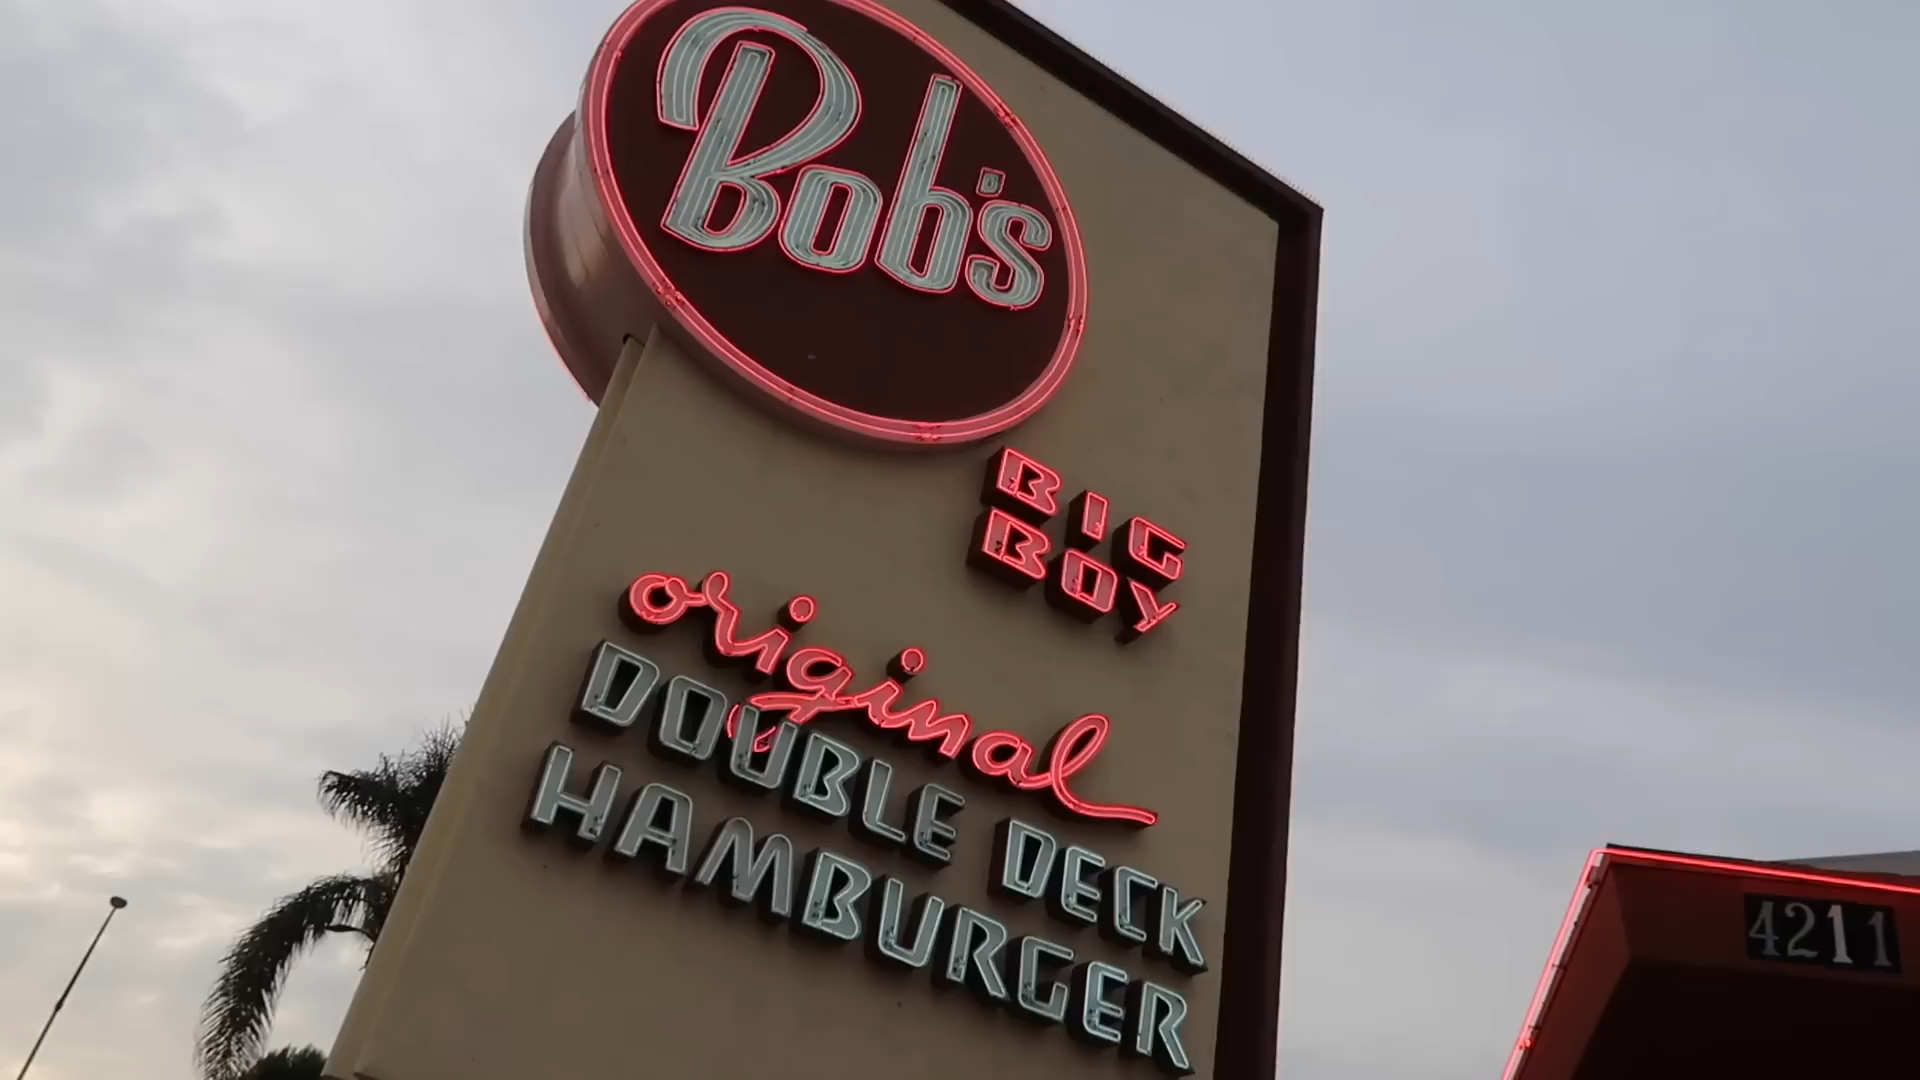 Bob's
BIG
BOY
original
DOUBLE DECK
HAMBURGER
4211